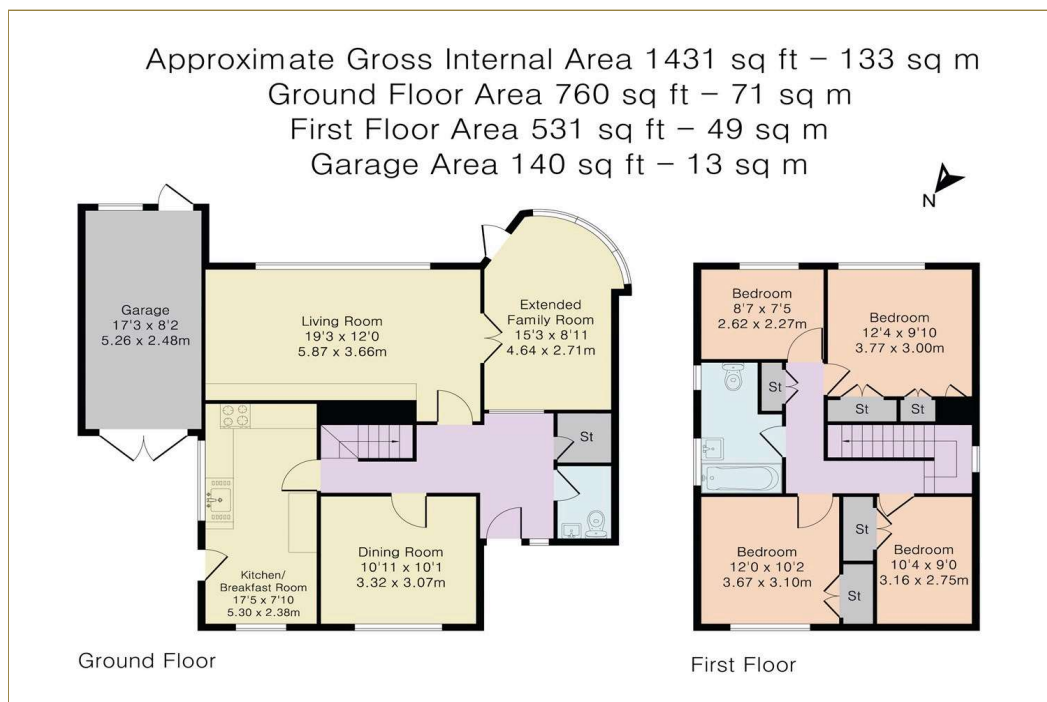 Approximate Gross Internal Area 1431 sq ft – 133 sq m
Ground Floor Area 760 sq ft – 71 sq m
First Floor Area 531 sq ft – 49 sq m
Garage Area 140 sq ft – 13 sq m
N
Garage
17'3 x 8'2
5.26 x 2.48m
Living Room
19'3 x 12'0
5.87 x 3.66m
Extended
Family Room
15'3 x 8'11
4.64 x 2.71m
St
Kitchen/
Breakfast Room
17'5 x 7'10
5.30 x 2.38m
Dining Room
10'11 x 10'1
3.32 x 3.07m
Ground Floor
Bedroom
8'7 x 7'5
2.62 x 2.27m
Bedroom
12'4 x 9'10
3.77 x 3.00m
St
St
St
Bedroom
12'0 x 10'2
3.67 x 3.10m
St
St
Bedroom
10'4 x 9'0
3.16 x 2.75m
First Floor